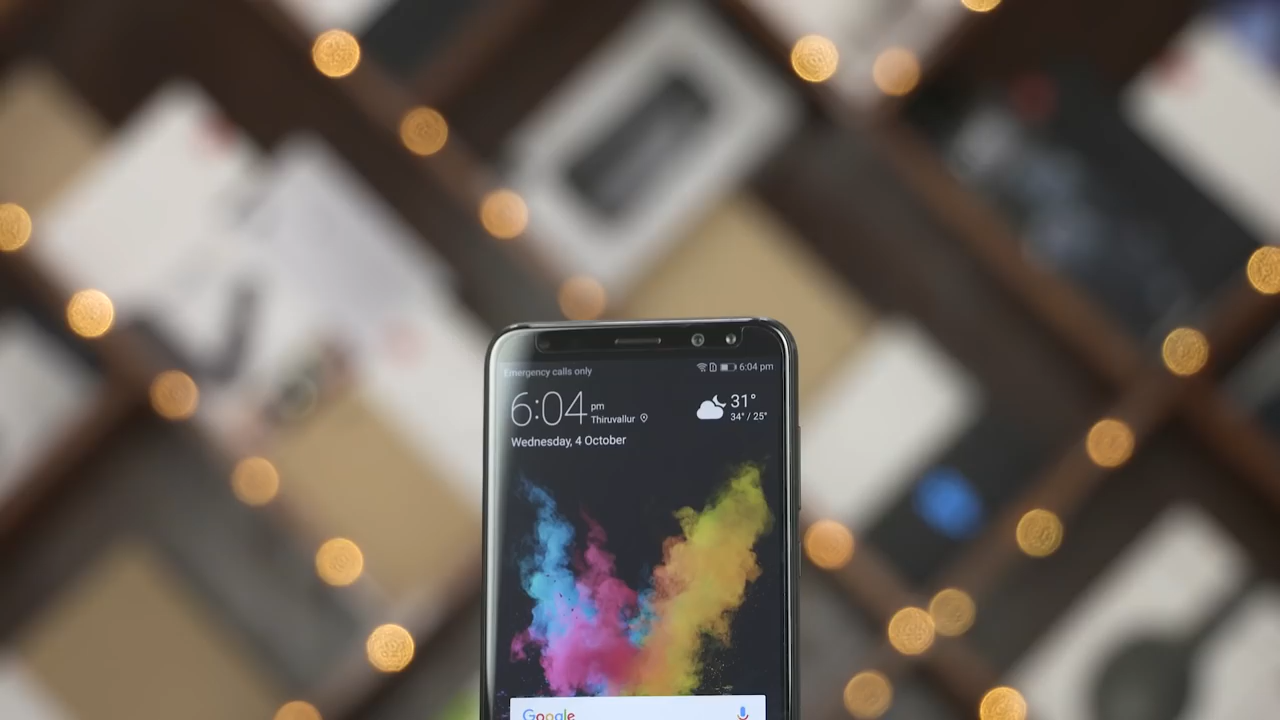 Emergency calls only
6:04 pm
6:04 pm
Thiruvallur
31°
34° / 25°
Wednesday, 4 October
Google